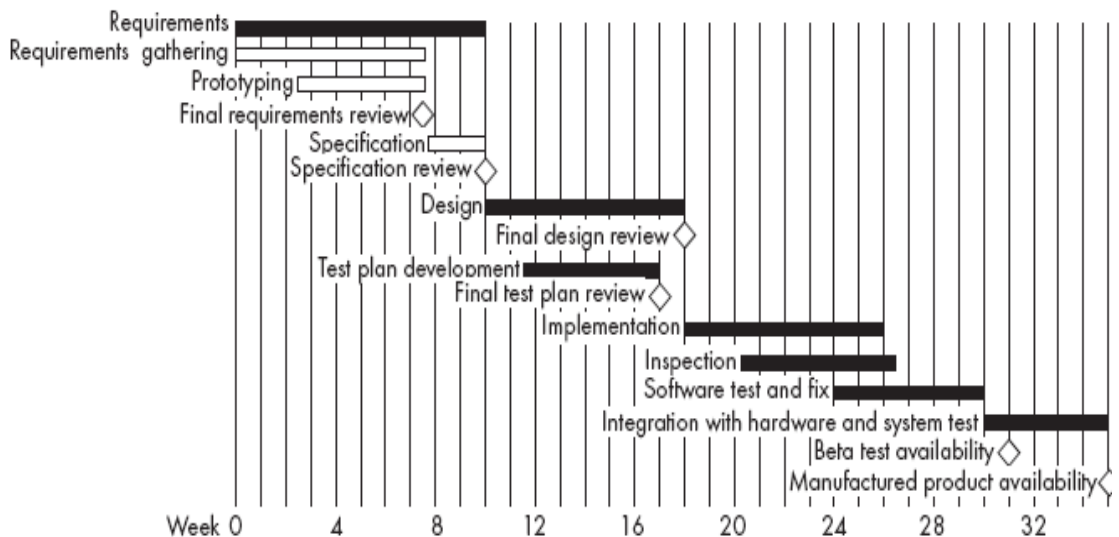 Requirements
Requirements gathering
Prototyping
Final requirements review
Specification
Specification review
Design
Final design review
Test plan development
Final test plan review
Implementation
Inspection
Software test and fix
Integration with hardware and system test
Beta test availability
Manufactured product availability
Week 0 4 8 12 16 20 24 28 32